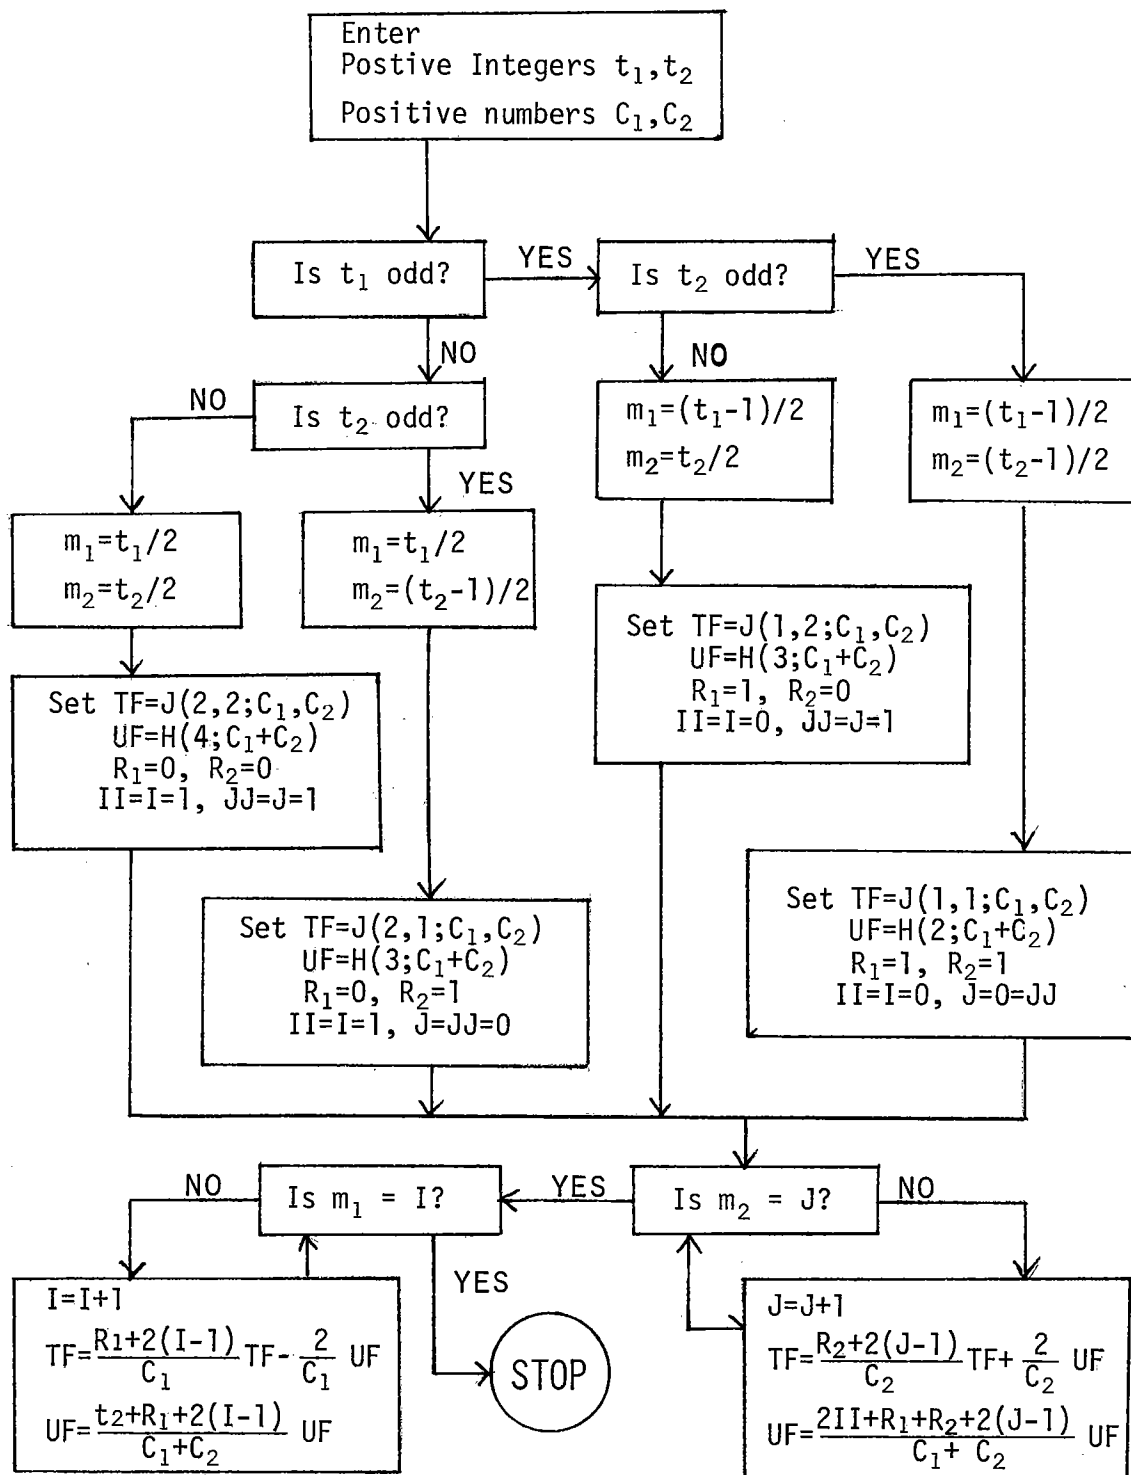 Enter
Postive Integers t₁,t₂
Positive numbers C₁,C₂
Is t₁ odd?
YES
Is t₂ odd?
YES
NO
NO
NO
Is t₂ odd?
YES
m₁=(t₁-1)/2
m₂=t₂/2
m₁=(t₁-1)/2
m₂=(t₂-1)/2
m₁=t₁/2
m₂=t₂/2
m₁=t₁/2
m₂=(t₂-1)/2
Set TF=J(1,2;C₁,C₂)
UF=H(3;C₁+C₂)
R₁=1, R₂=0
II=I=0, JJ=J=1
Set TF=J(2,2;C₁,C₂)
UF=H(4;C₁+C₂)
R₁=0, R₂=0
II=I=1, JJ=J=1
Set TF=J(2,1;C₁,C₂)
UF=H(3;C₁+C₂)
R₁=0, R₂=1
II=I=1, J=JJ=0
Set TF=J(1,1;C₁,C₂)
UF=H(2;C₁+C₂)
R₁=1, R₂=1
II=I=0, J=0=JJ
NO
Is m₁ = I?
YES
Is m₂ = J?
NO
YES
STOP
I=I+1
TF=(R₁+2(I-1))/C₁ TF- 2/C₁ UF
UF=(t₂+R₁+2(I-1))/(C₁+C₂) UF
J=J+1
TF=(R₂+2(J-1))/C₂ TF+ 2/C₂ UF
UF=(2II+R₁+R₂+2(J-1))/(C₁+ C₂) UF